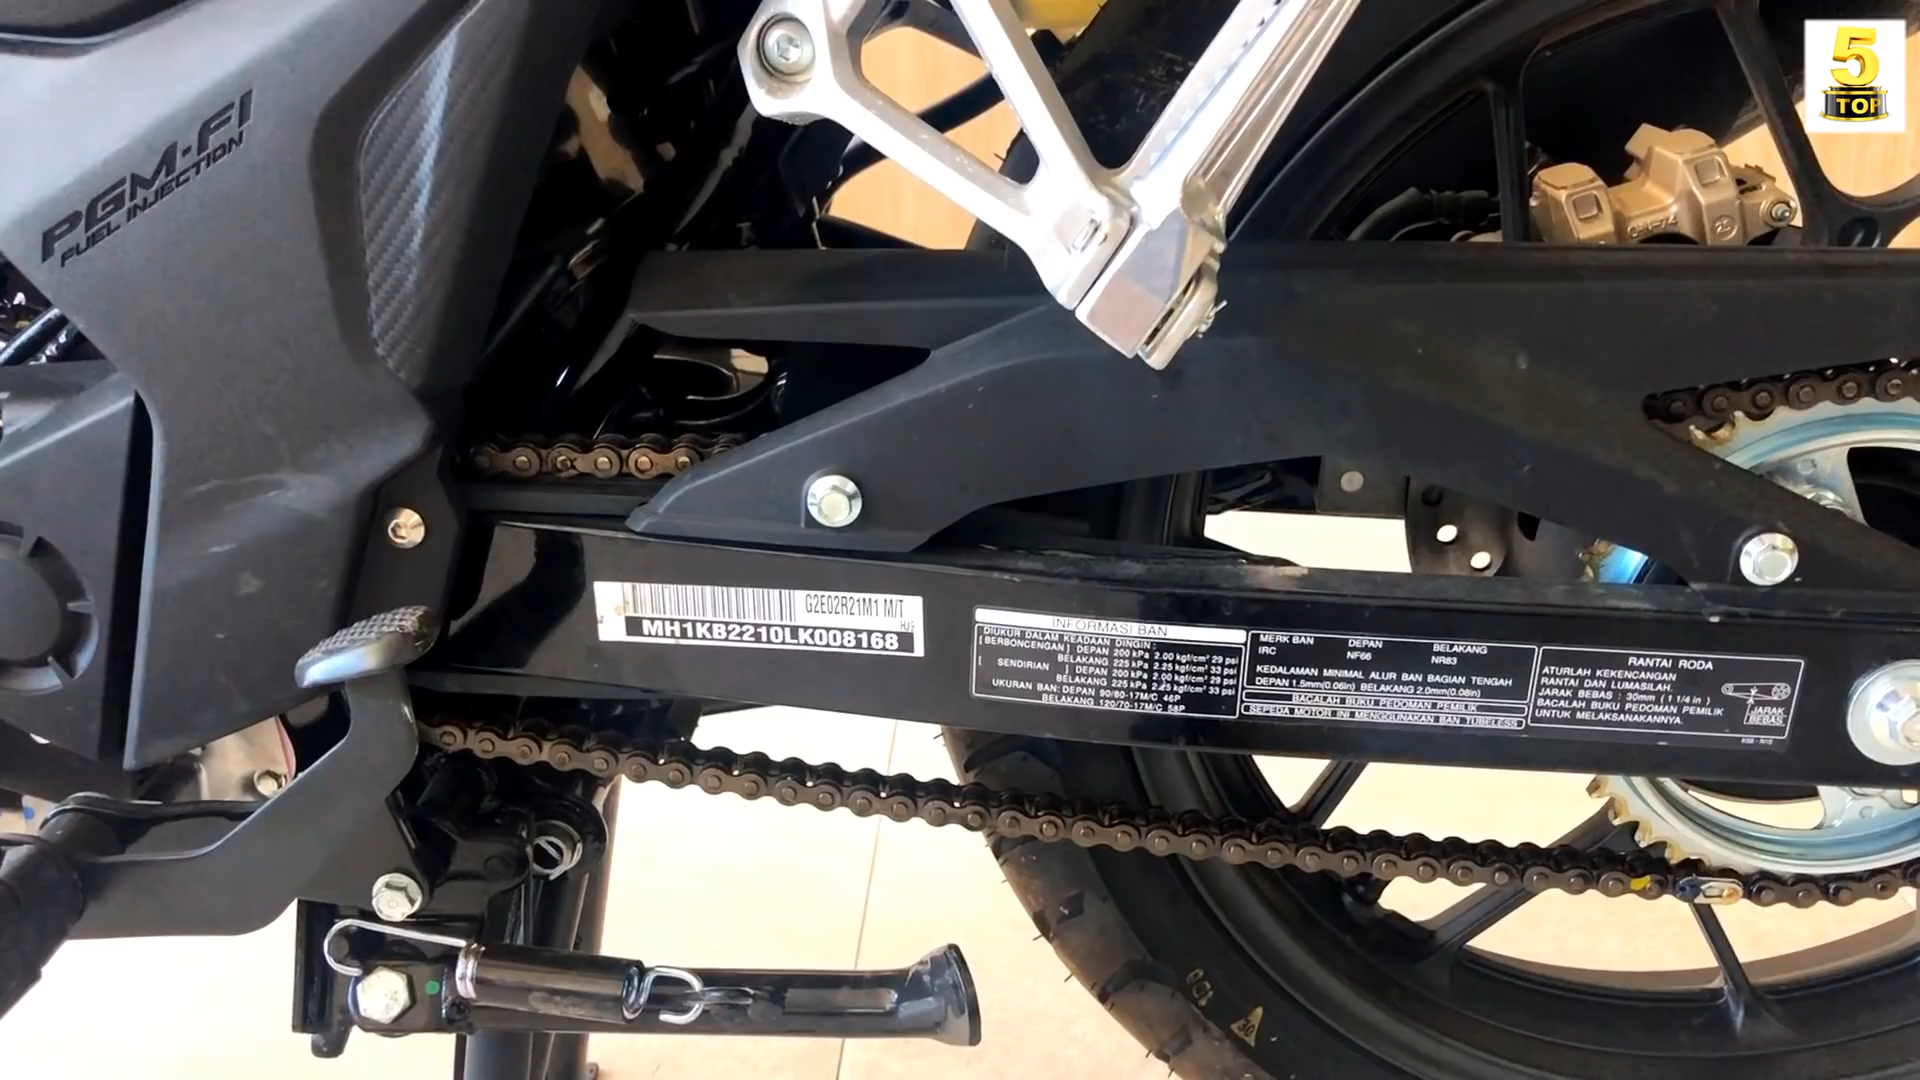 5
TOP
PGM-FI
FUEL INJECTION
G2E02R21M1 M/T
HJ9
MH1KB2210LK008168
INFORMASI BAN
DIUKUR DALAM KEADAAN DINGIN :
[BERBONCENGAN] DEPAN 200 kPa 2.00 kgf/cm² 29 psi
BELAKANG 225 kPa 2.25 kgf/cm² 33 psi
[ SENDIRIAN ] DEPAN 200 kPa 2.00 kgf/cm² 29 psi
BELAKANG 225 kPa 2.25 kgf/cm² 33 psi
UKURAN BAN: DEPAN 90/80-17M/C 46P
BELAKANG 120/70-17M/C 58P
MERK BAN DEPAN BELAKANG
IRC NF66 NR83
KEDALAMAN MINIMAL ALUR BAN BAGIAN TENGAH
DEPAN 1.5mm(0.06in) BELAKANG 2.0mm(0.08in)
BACALAH BUKU PEDOMAN PEMILIK
SEPEDA MOTOR INI MENGGUNAKAN BAN TUBELESS
RANTAI RODA
ATURLAH KEKENCANGAN
RANTAI DAN LUMASILAH.
JARAK BEBAS : 30mm ( 1 1/4 in )
BACALAH BUKU PEDOMAN PEMILIK
UNTUK MELAKSANAKANNYA.
JARAK
BEBAS
30